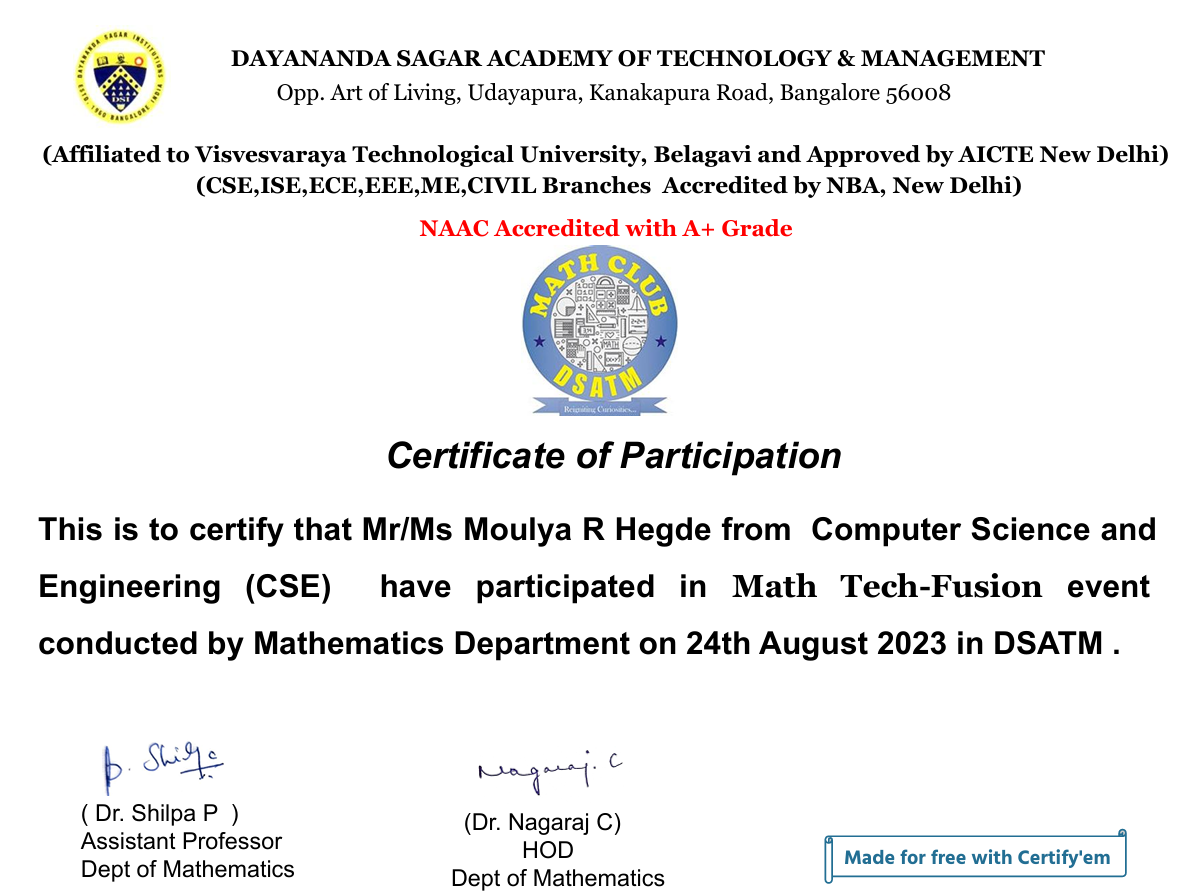 DAYANANDA SAGAR INSTITUTIONS
DSI
ESTD. 1960 BANGALORE INDIA
DAYANANDA SAGAR ACADEMY OF TECHNOLOGY & MANAGEMENT
Opp. Art of Living, Udayapura, Kanakapura Road, Bangalore 56008
(Affiliated to Visvesvaraya Technological University, Belagavi and Approved by AICTE New Delhi)
(CSE,ISE,ECE,EEE,ME,CIVIL Branches  Accredited by NBA, New Delhi)
NAAC Accredited with A+ Grade
MATH CLUB
MATH
DSATM
Reigniting Curiosities...
Certificate of Participation
This is to certify that Mr/Ms Moulya R Hegde from  Computer Science and
Engineering (CSE)  have participated in Math Tech-Fusion event
conducted by Mathematics Department on 24th August 2023 in DSATM .
p. Shilpa
Nagaraj. C
( Dr. Shilpa P  )
Assistant Professor
Dept of Mathematics
(Dr. Nagaraj C)
HOD
Dept of Mathematics
Made for free with Certify'em